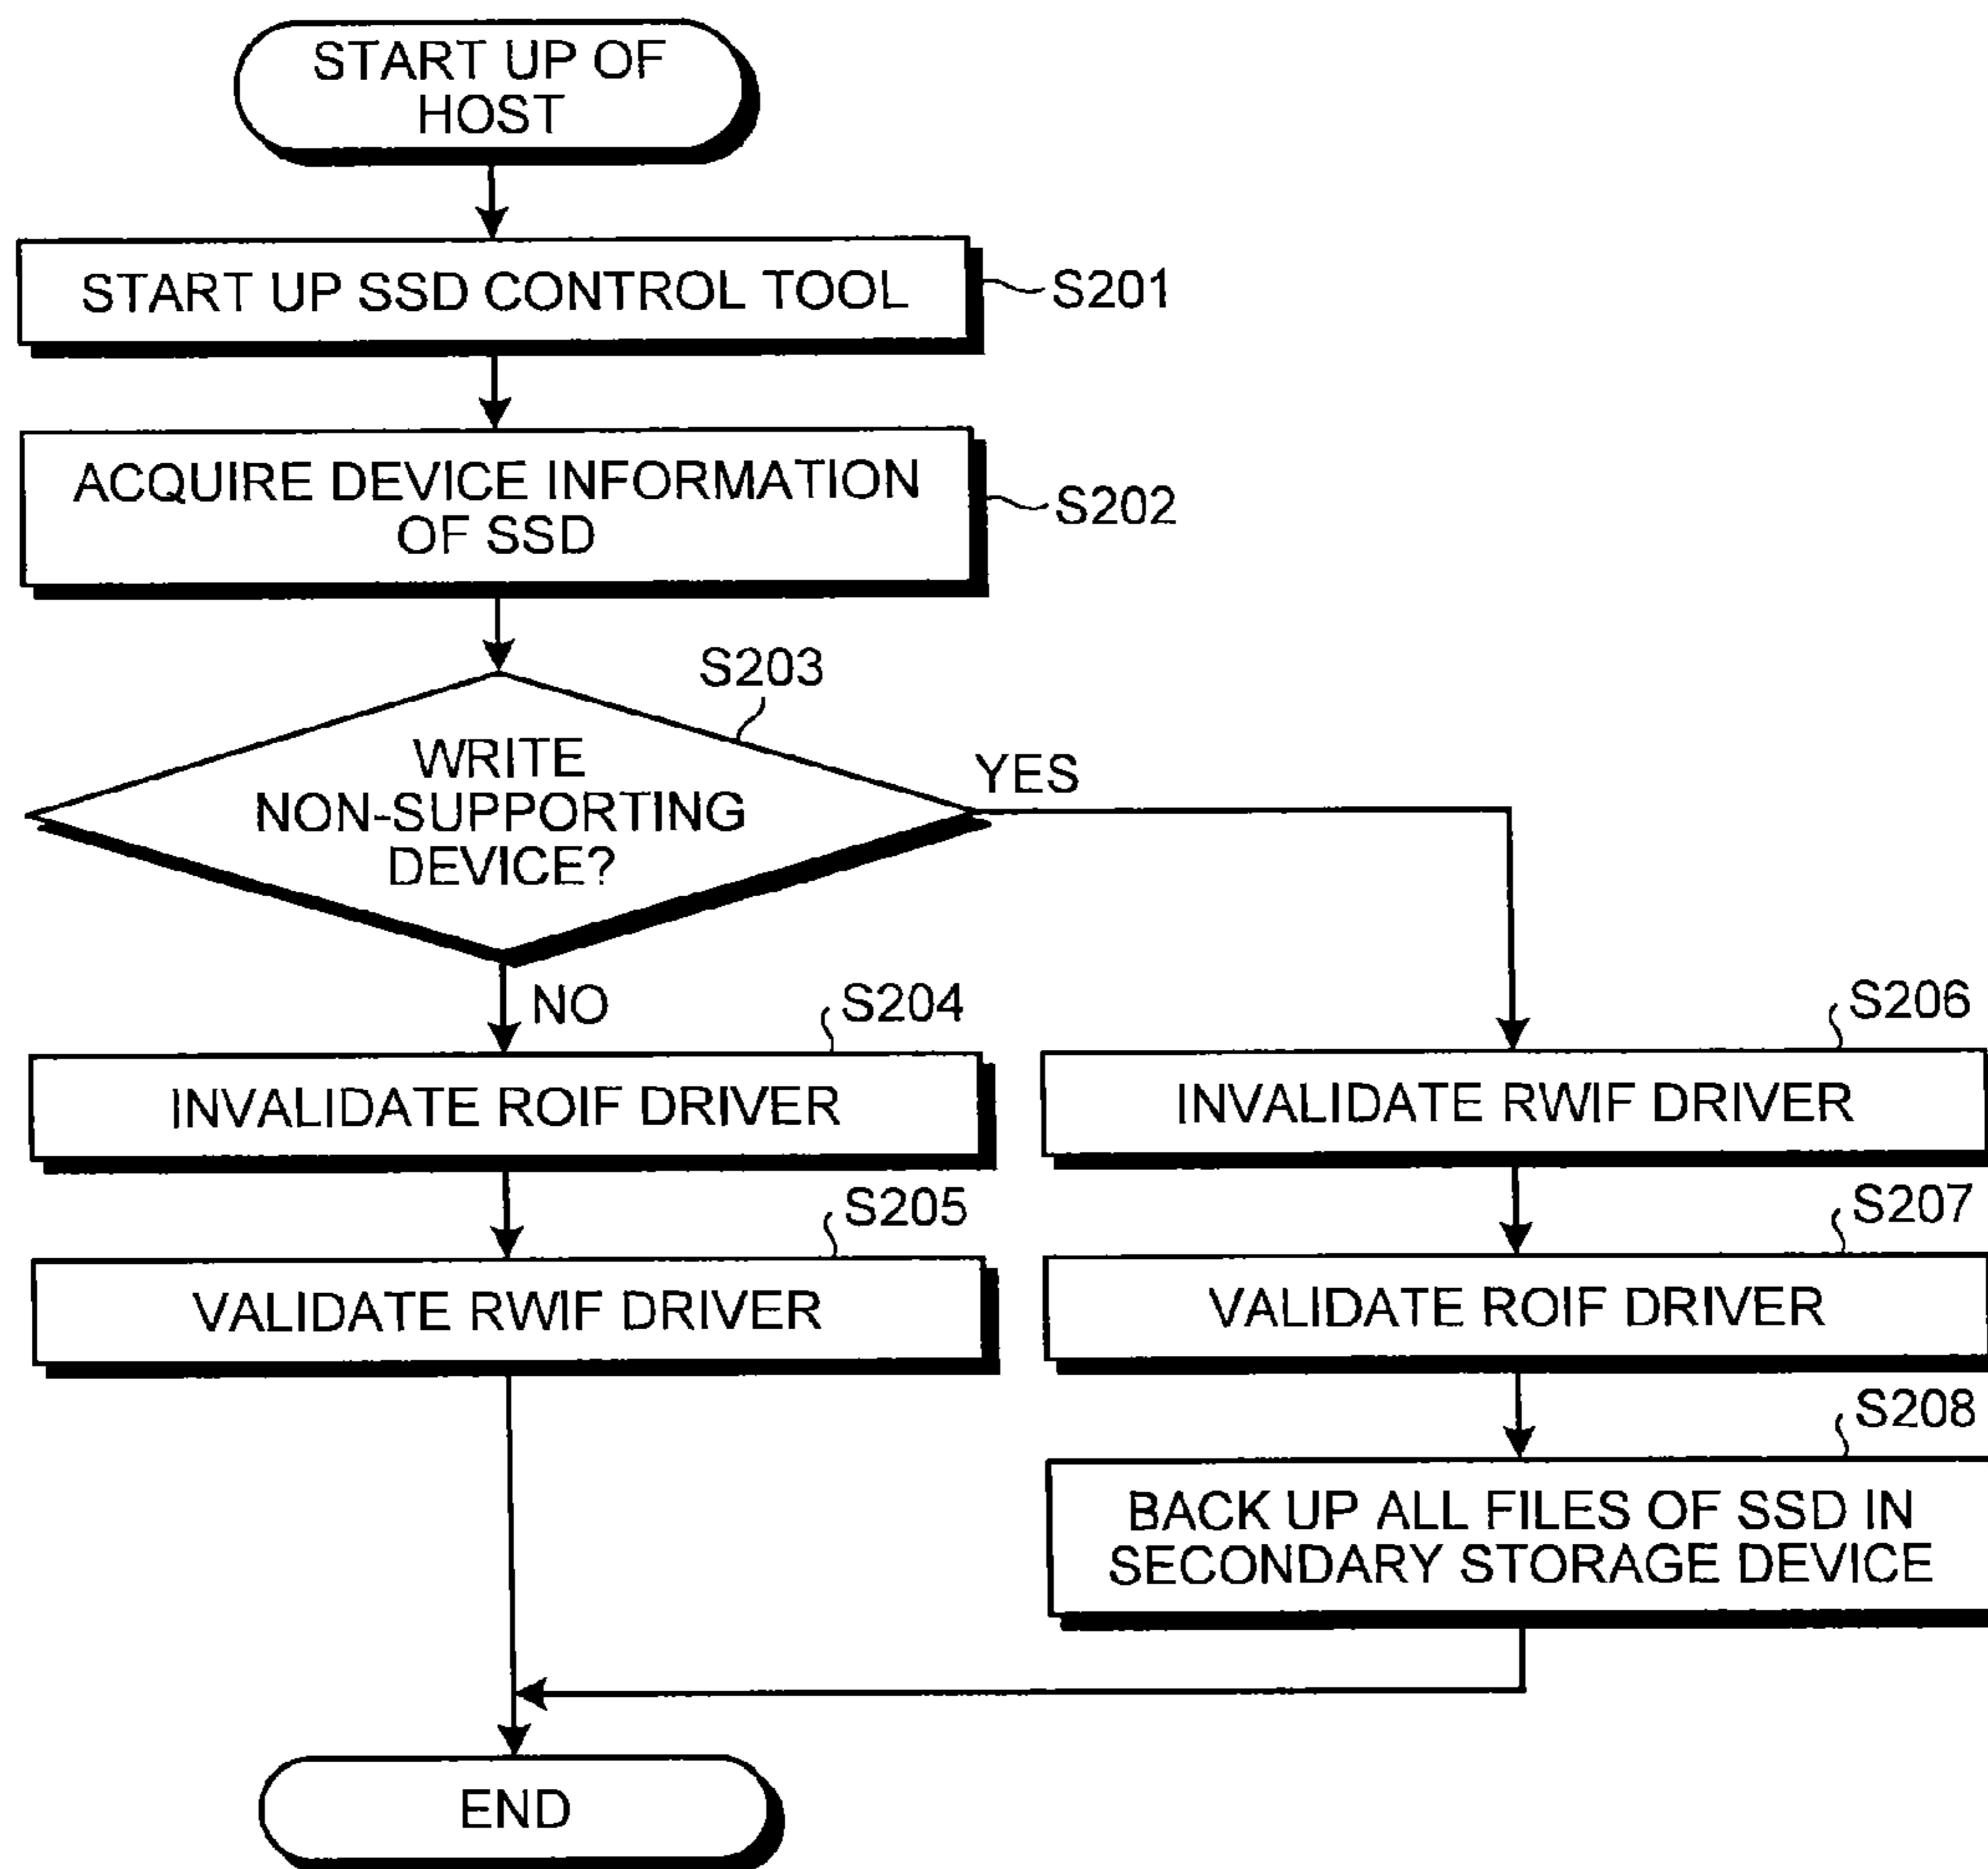 START UP OF
HOST
START UP SSD CONTROL TOOL
S201
ACQUIRE DEVICE INFORMATION
OF SSD
S202
S203
WRITE
NON-SUPPORTING
DEVICE?
YES
NO
S204
INVALIDATE ROIF DRIVER
S205
VALIDATE RWIF DRIVER
S206
INVALIDATE RWIF DRIVER
S207
VALIDATE ROIF DRIVER
S208
BACK UP ALL FILES OF SSD IN
SECONDARY STORAGE DEVICE
END